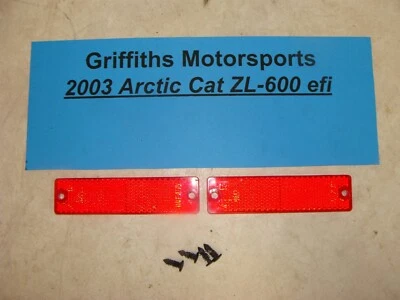 Griffiths Motorsports
2003 Arctic Cat ZL-600 efi